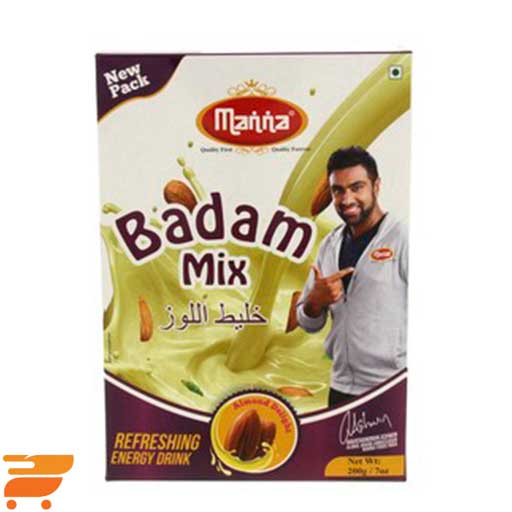 New
Pack
Manna
Quality First
Quality Forever
Manna
Badam
Mix
خليط اللوز
Almond Delight
REFRESHING
ENERGY DRINK
Net Wt:
200g / 7oz